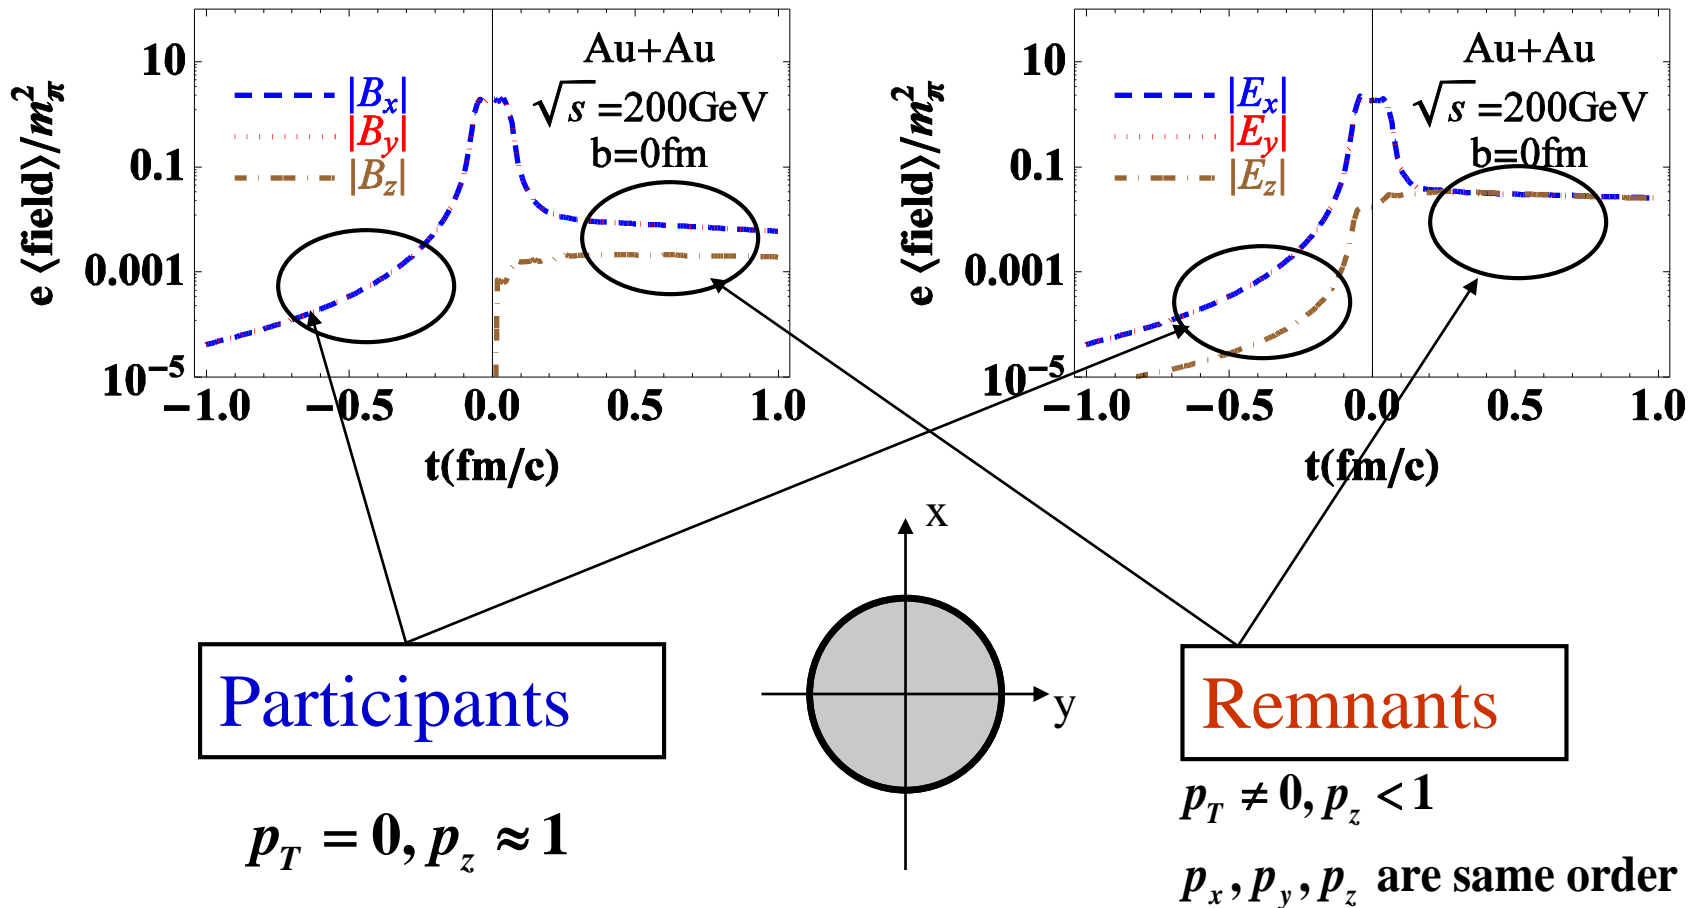 Au+Au
√s =200GeV
b=0fm
|Bₓ|
|B_y|
|B_z|
e ⟨field⟩/m_π^2
10
0.1
0.001
10⁻⁵
−1.0 −0.5 0.0 0.5 1.0
t(fm/c)
Au+Au
√s =200GeV
b=0fm
|Eₓ|
|E_y|
|E_z|
e ⟨field⟩/m_π^2
10
0.1
0.001
10⁻⁵
−1.0 −0.5 0.0 0.5 1.0
t(fm/c)
x
y
Participants
p_T = 0, p_z ≈ 1
Remnants
p_T ≠ 0, p_z < 1
p_x, p_y, p_z are same order